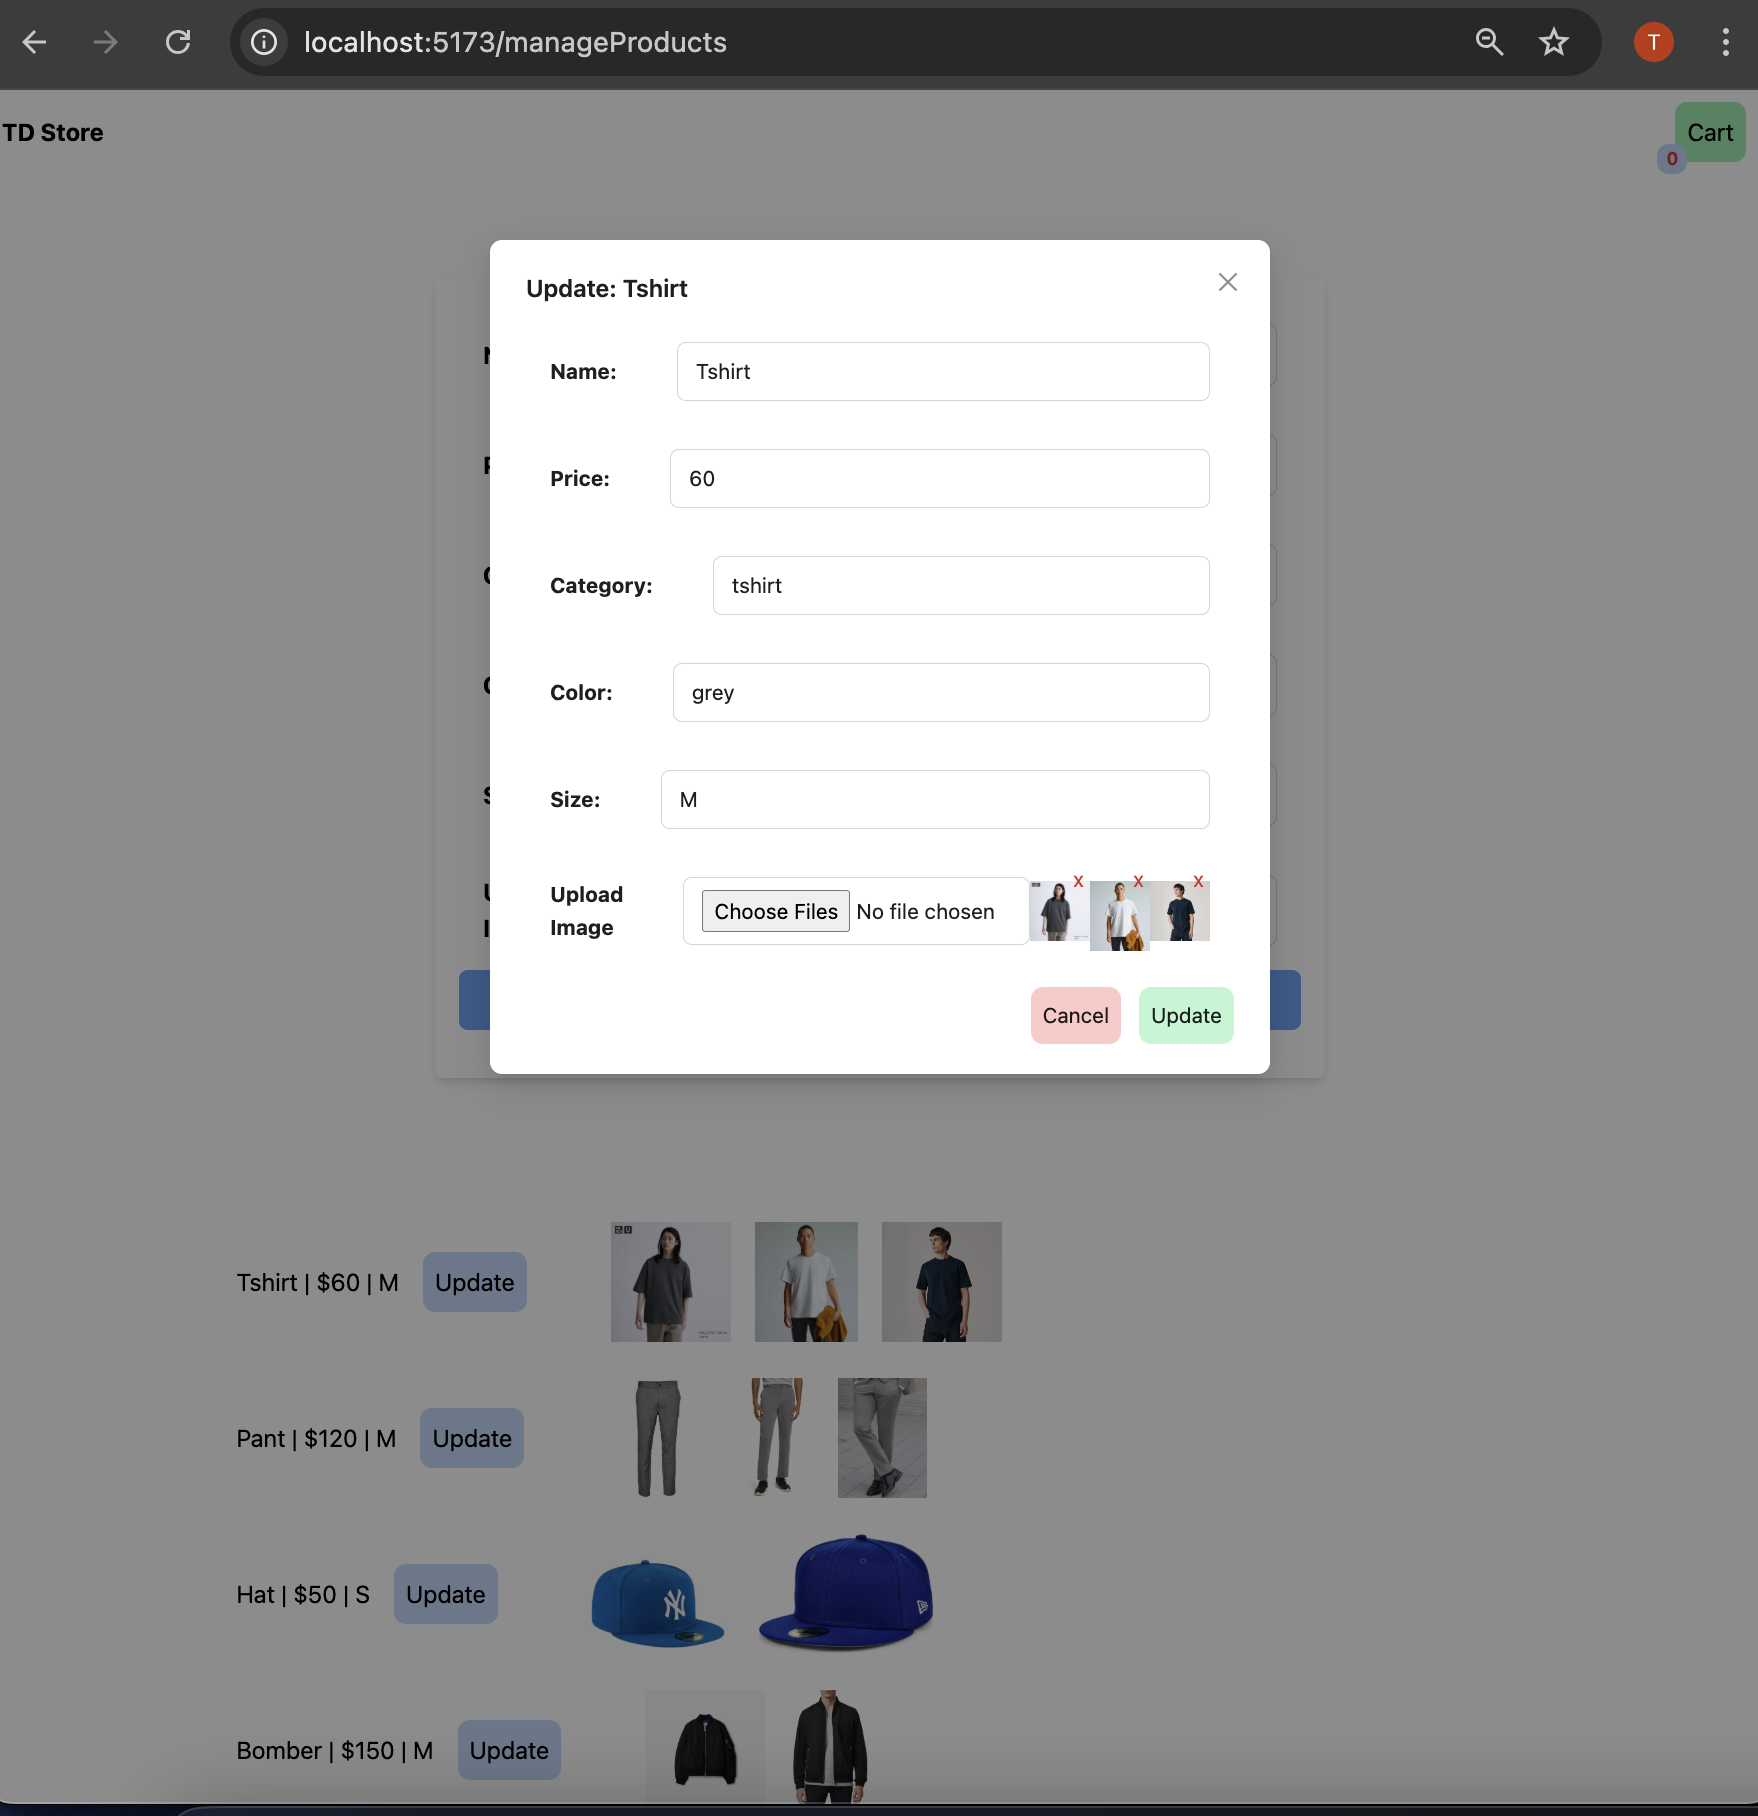 localhost:5173/manageProducts
T
TD Store
Cart
0
Update: Tshirt
Name:
Tshirt
Price:
60
Category:
tshirt
Color:
grey
Size:
M
Upload
Image
Choose Files No file chosen
X X X
Cancel
Update
Tshirt | $60 | M
Update
Pant | $120 | M
Update
Hat | $50 | S
Update
NY
Bomber | $150 | M
Update